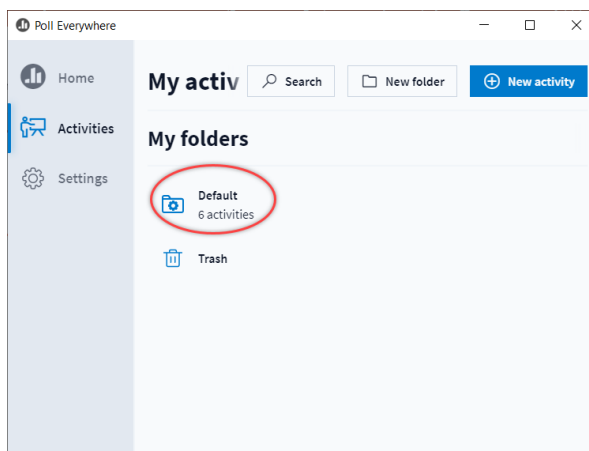 Poll Everywhere
Home
My activ
Search
New folder
New activity
Activities
My folders
Settings
Default
6 activities
Trash